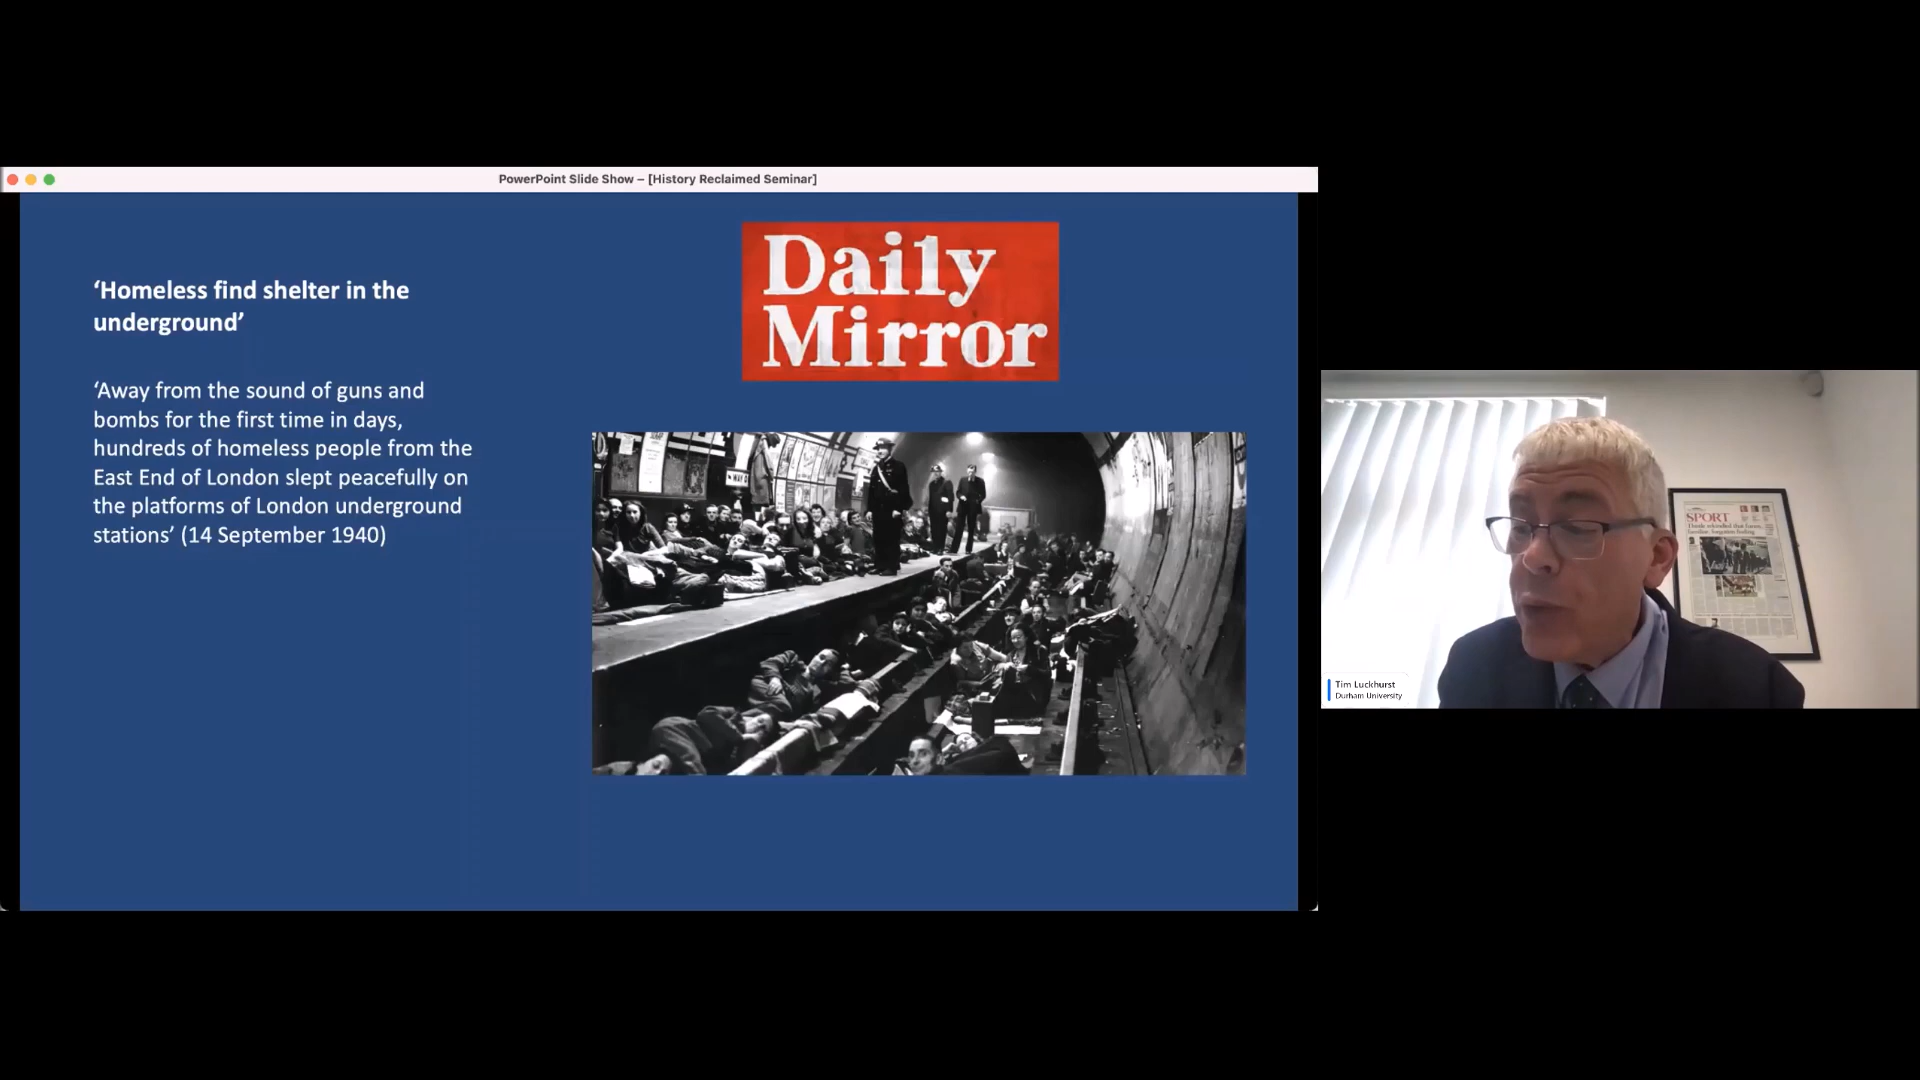 PowerPoint Slide Show – [History Reclaimed Seminar]
‘Homeless find shelter in the
underground’
‘Away from the sound of guns and
bombs for the first time in days,
hundreds of homeless people from the
East End of London slept peacefully on
the platforms of London underground
stations’ (14 September 1940)
Daily
Mirror
SPORT
Tim Luckhurst
Durham University